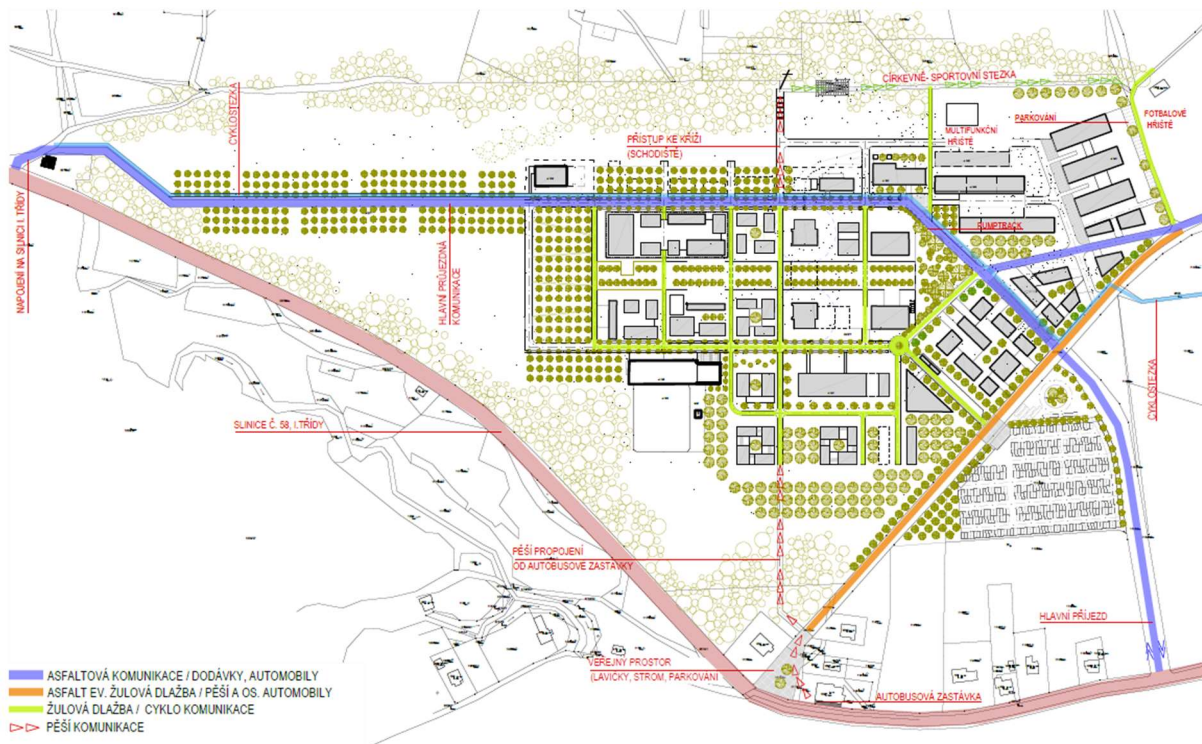 CÍRKEVNĚ- SPORTOVNÍ STEZKA
CYKLOSTEZKA
PŘÍSTUP KE KŘÍŽI
(SCHODIŠTĚ)
MULTIFUNKČNÍ
HŘIŠTĚ
PARKOVÁNÍ
FOTBALOVÉ
HŘIŠTĚ
NAPOJENÍ NA SILNICI I. TŘÍDY
HLAVNÍ PRŮJEZDNÁ
KOMUNIKACE
PUMPTRACK
CYKLOSTEZKA
SLINICE Č. 58, I.TŘÍDY
PĚŠÍ PROPOJENÍ
OD AUTOBUSOVÉ ZASTÁVKY
HLAVNÍ PŘÍJEZD
VEŘEJNÝ PROSTOR
(LAVIČKY, STROM, PARKOVÁNÍ
AUTOBUSOVÁ ZASTÁVKA
ASFALTOVÁ KOMUNIKACE / DODÁVKY, AUTOMOBILY
ASFALT EV. ŽULOVÁ DLAŽBA / PĚŠÍ A OS. AUTOMOBILY
ŽULOVÁ DLAŽBA / CYKLO KOMUNIKACE
PĚŠÍ KOMUNIKACE